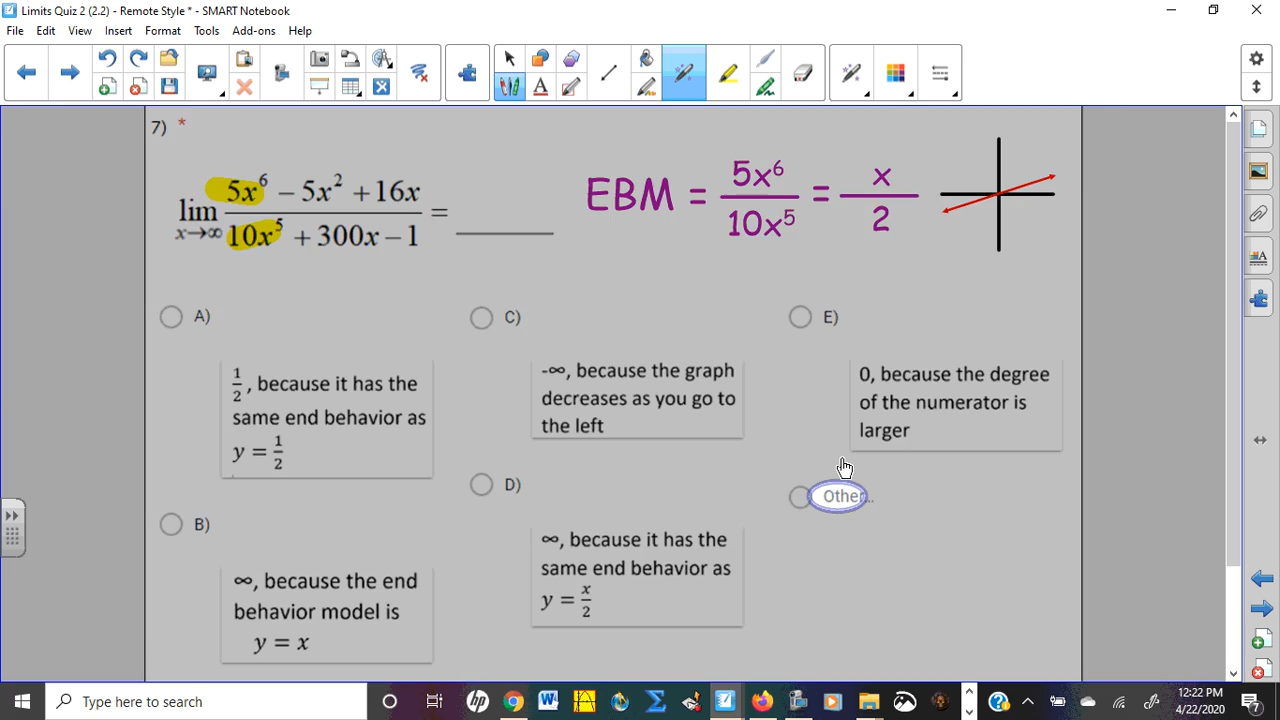 Limits Quiz 2 (2.2) - Remote Style * - SMART Notebook
File Edit View Insert Format Tools Add-ons Help
7) *
lim x→∞ (5x^6 − 5x^2 + 16x)/(10x^5 + 300x − 1) = ______
EBM = 5x^6/10x^5 = x/2
A)
1/2, because it has the
same end behavior as
y = 1/2
B)
∞, because the end
behavior model is
y = x
C)
-∞, because the graph
decreases as you go to
the left
D)
∞, because it has the
same end behavior as
y = x/2
E)
0, because the degree
of the numerator is
larger
Other...
Type here to search
12:22 PM
4/22/2020
7